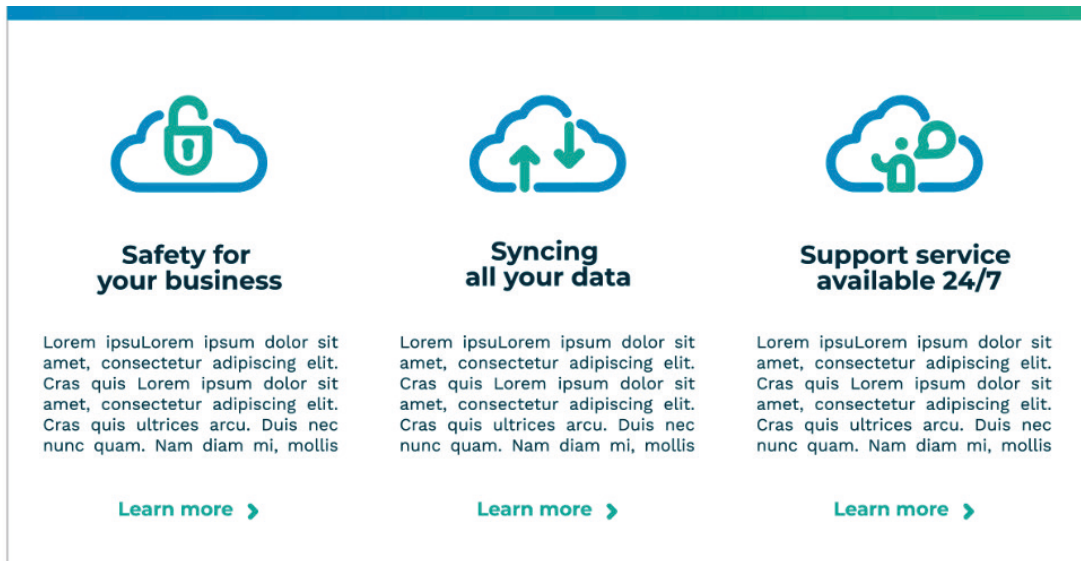 Safety for
your business
Lorem ipsuLorem ipsum dolor sit
amet, consectetur adipiscing elit.
Cras quis Lorem ipsum dolor sit
amet, consectetur adipiscing elit.
Cras quis ultrices arcu. Duis nec
nunc quam. Nam diam mi, mollis
Learn more
Syncing
all your data
Lorem ipsuLorem ipsum dolor sit
amet, consectetur adipiscing elit.
Cras quis Lorem ipsum dolor sit
amet, consectetur adipiscing elit.
Cras quis ultrices arcu. Duis nec
nunc quam. Nam diam mi, mollis
Learn more
Support service
available 24/7
Lorem ipsuLorem ipsum dolor sit
amet, consectetur adipiscing elit.
Cras quis Lorem ipsum dolor sit
amet, consectetur adipiscing elit.
Cras quis ultrices arcu. Duis nec
nunc quam. Nam diam mi, mollis
Learn more